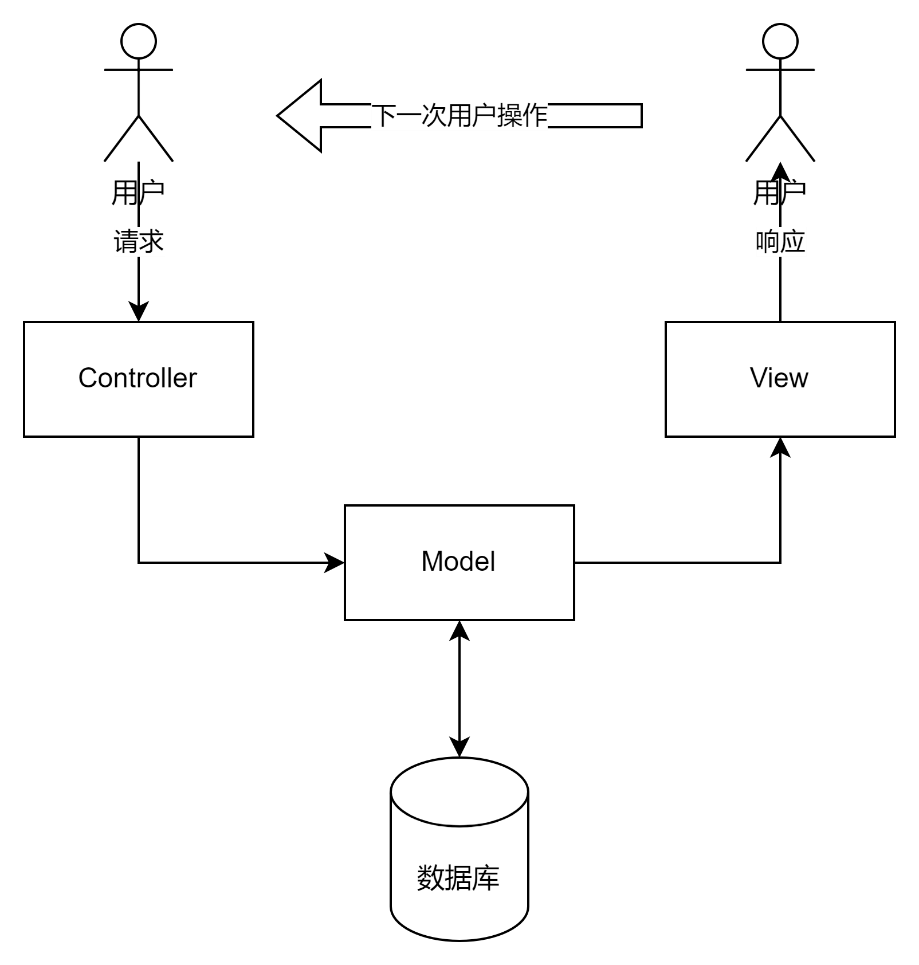 下一次用户操作
用户
用户
请求
响应
Controller
View
Model
数据库